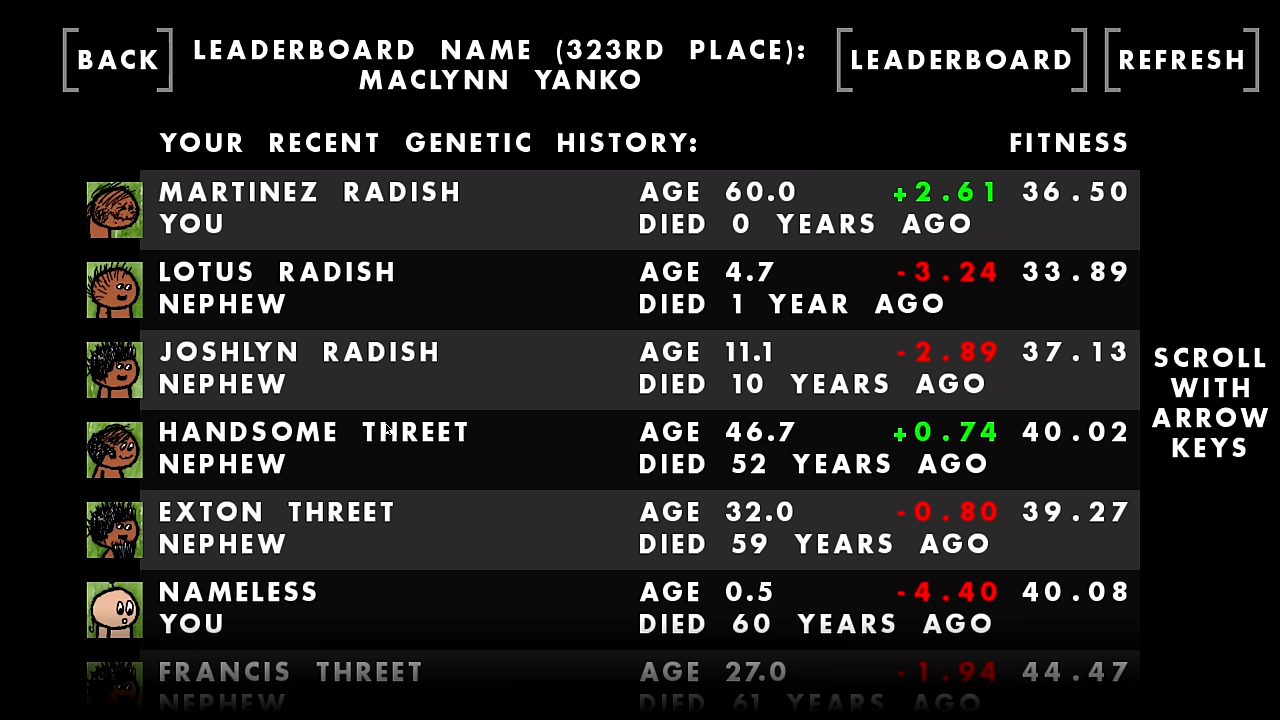 BACK
LEADERBOARD NAME (323RD PLACE):
MACLYNN YANKO
LEADERBOARD
REFRESH
YOUR RECENT GENETIC HISTORY: FITNESS
MARTINEZ RADISH AGE 60.0 +2.61 36.50
YOU DIED 0 YEARS AGO
LOTUS RADISH AGE 4.7 -3.24 33.89
NEPHEW DIED 1 YEAR AGO
JOSHLYN RADISH AGE 11.1 -2.89 37.13
NEPHEW DIED 10 YEARS AGO
HANDSOME THREET AGE 46.7 +0.74 40.02
NEPHEW DIED 52 YEARS AGO
EXTON THREET AGE 32.0 -0.80 39.27
NEPHEW DIED 59 YEARS AGO
NAMELESS AGE 0.5 -4.40 40.08
YOU DIED 60 YEARS AGO
FRANCIS THREET AGE 27.0 -1.94 44.47
NEPHEW DIED 61 YEARS AGO
SCROLL
WITH
ARROW
KEYS